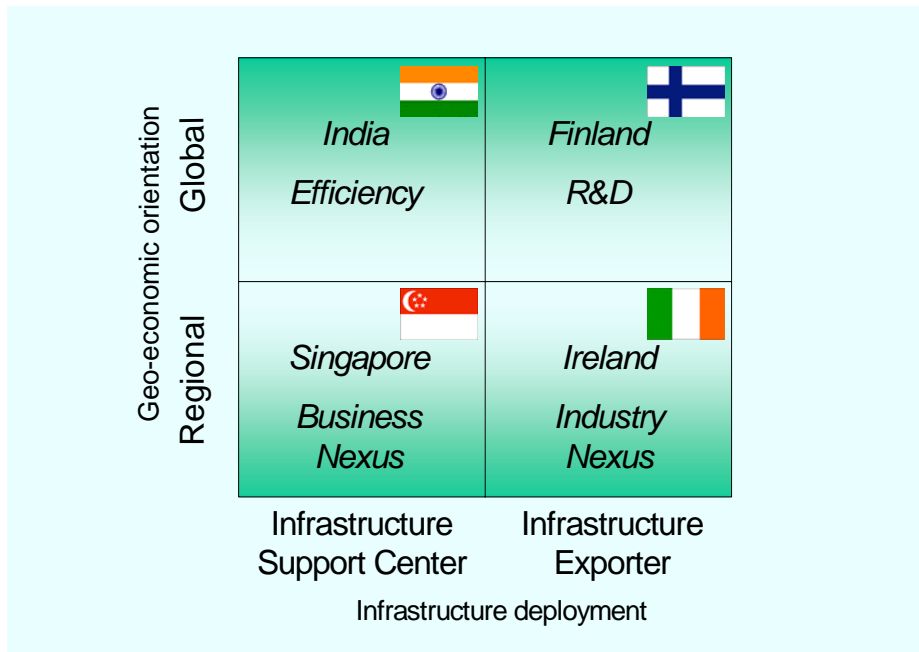 Geo-economic orientation
Global
Regional
India
Efficiency
Finland
R&D
Singapore
Business
Nexus
Ireland
Industry
Nexus
Infrastructure
Support Center
Infrastructure
Exporter
Infrastructure deployment